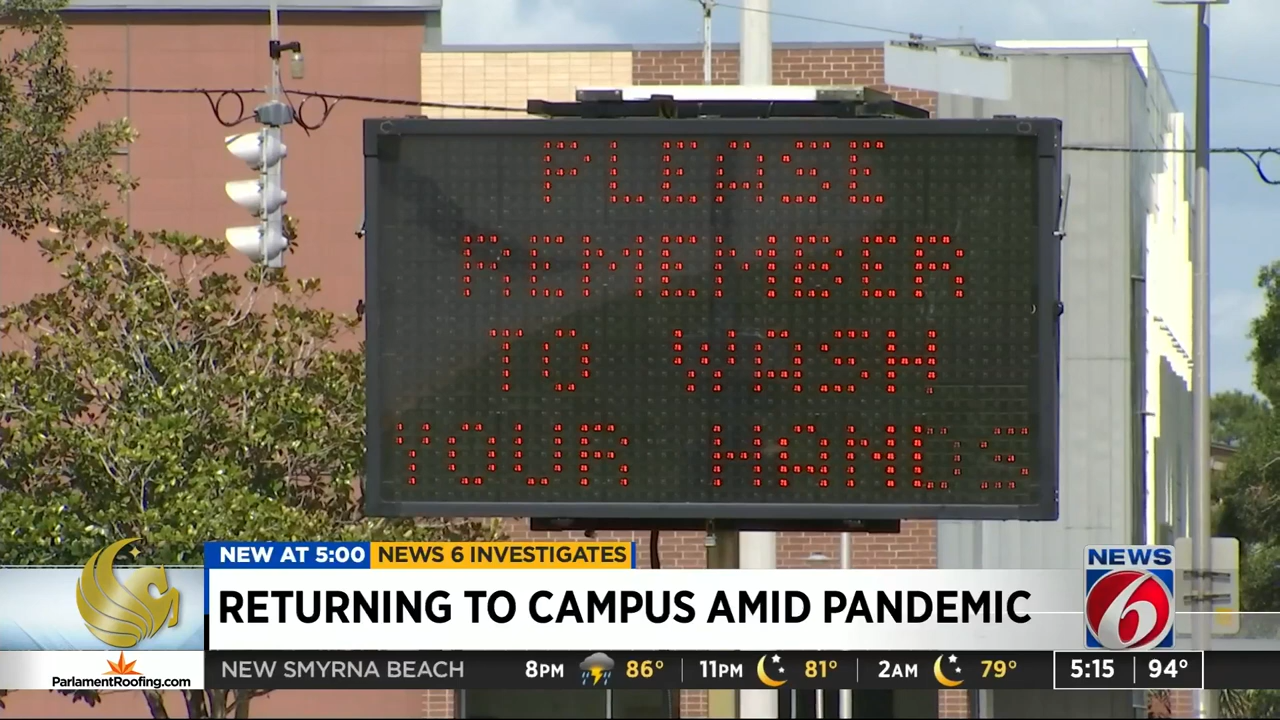 PLEASE
REMEMBER
TO WASH
YOUR HANDS
NEW AT 5:00 NEWS 6 INVESTIGATES
RETURNING TO CAMPUS AMID PANDEMIC
NEWS
6
ParlamentRoofing.com
NEW SMYRNA BEACH 8PM 86° 11PM 81° 2AM 79° 5:15 94°